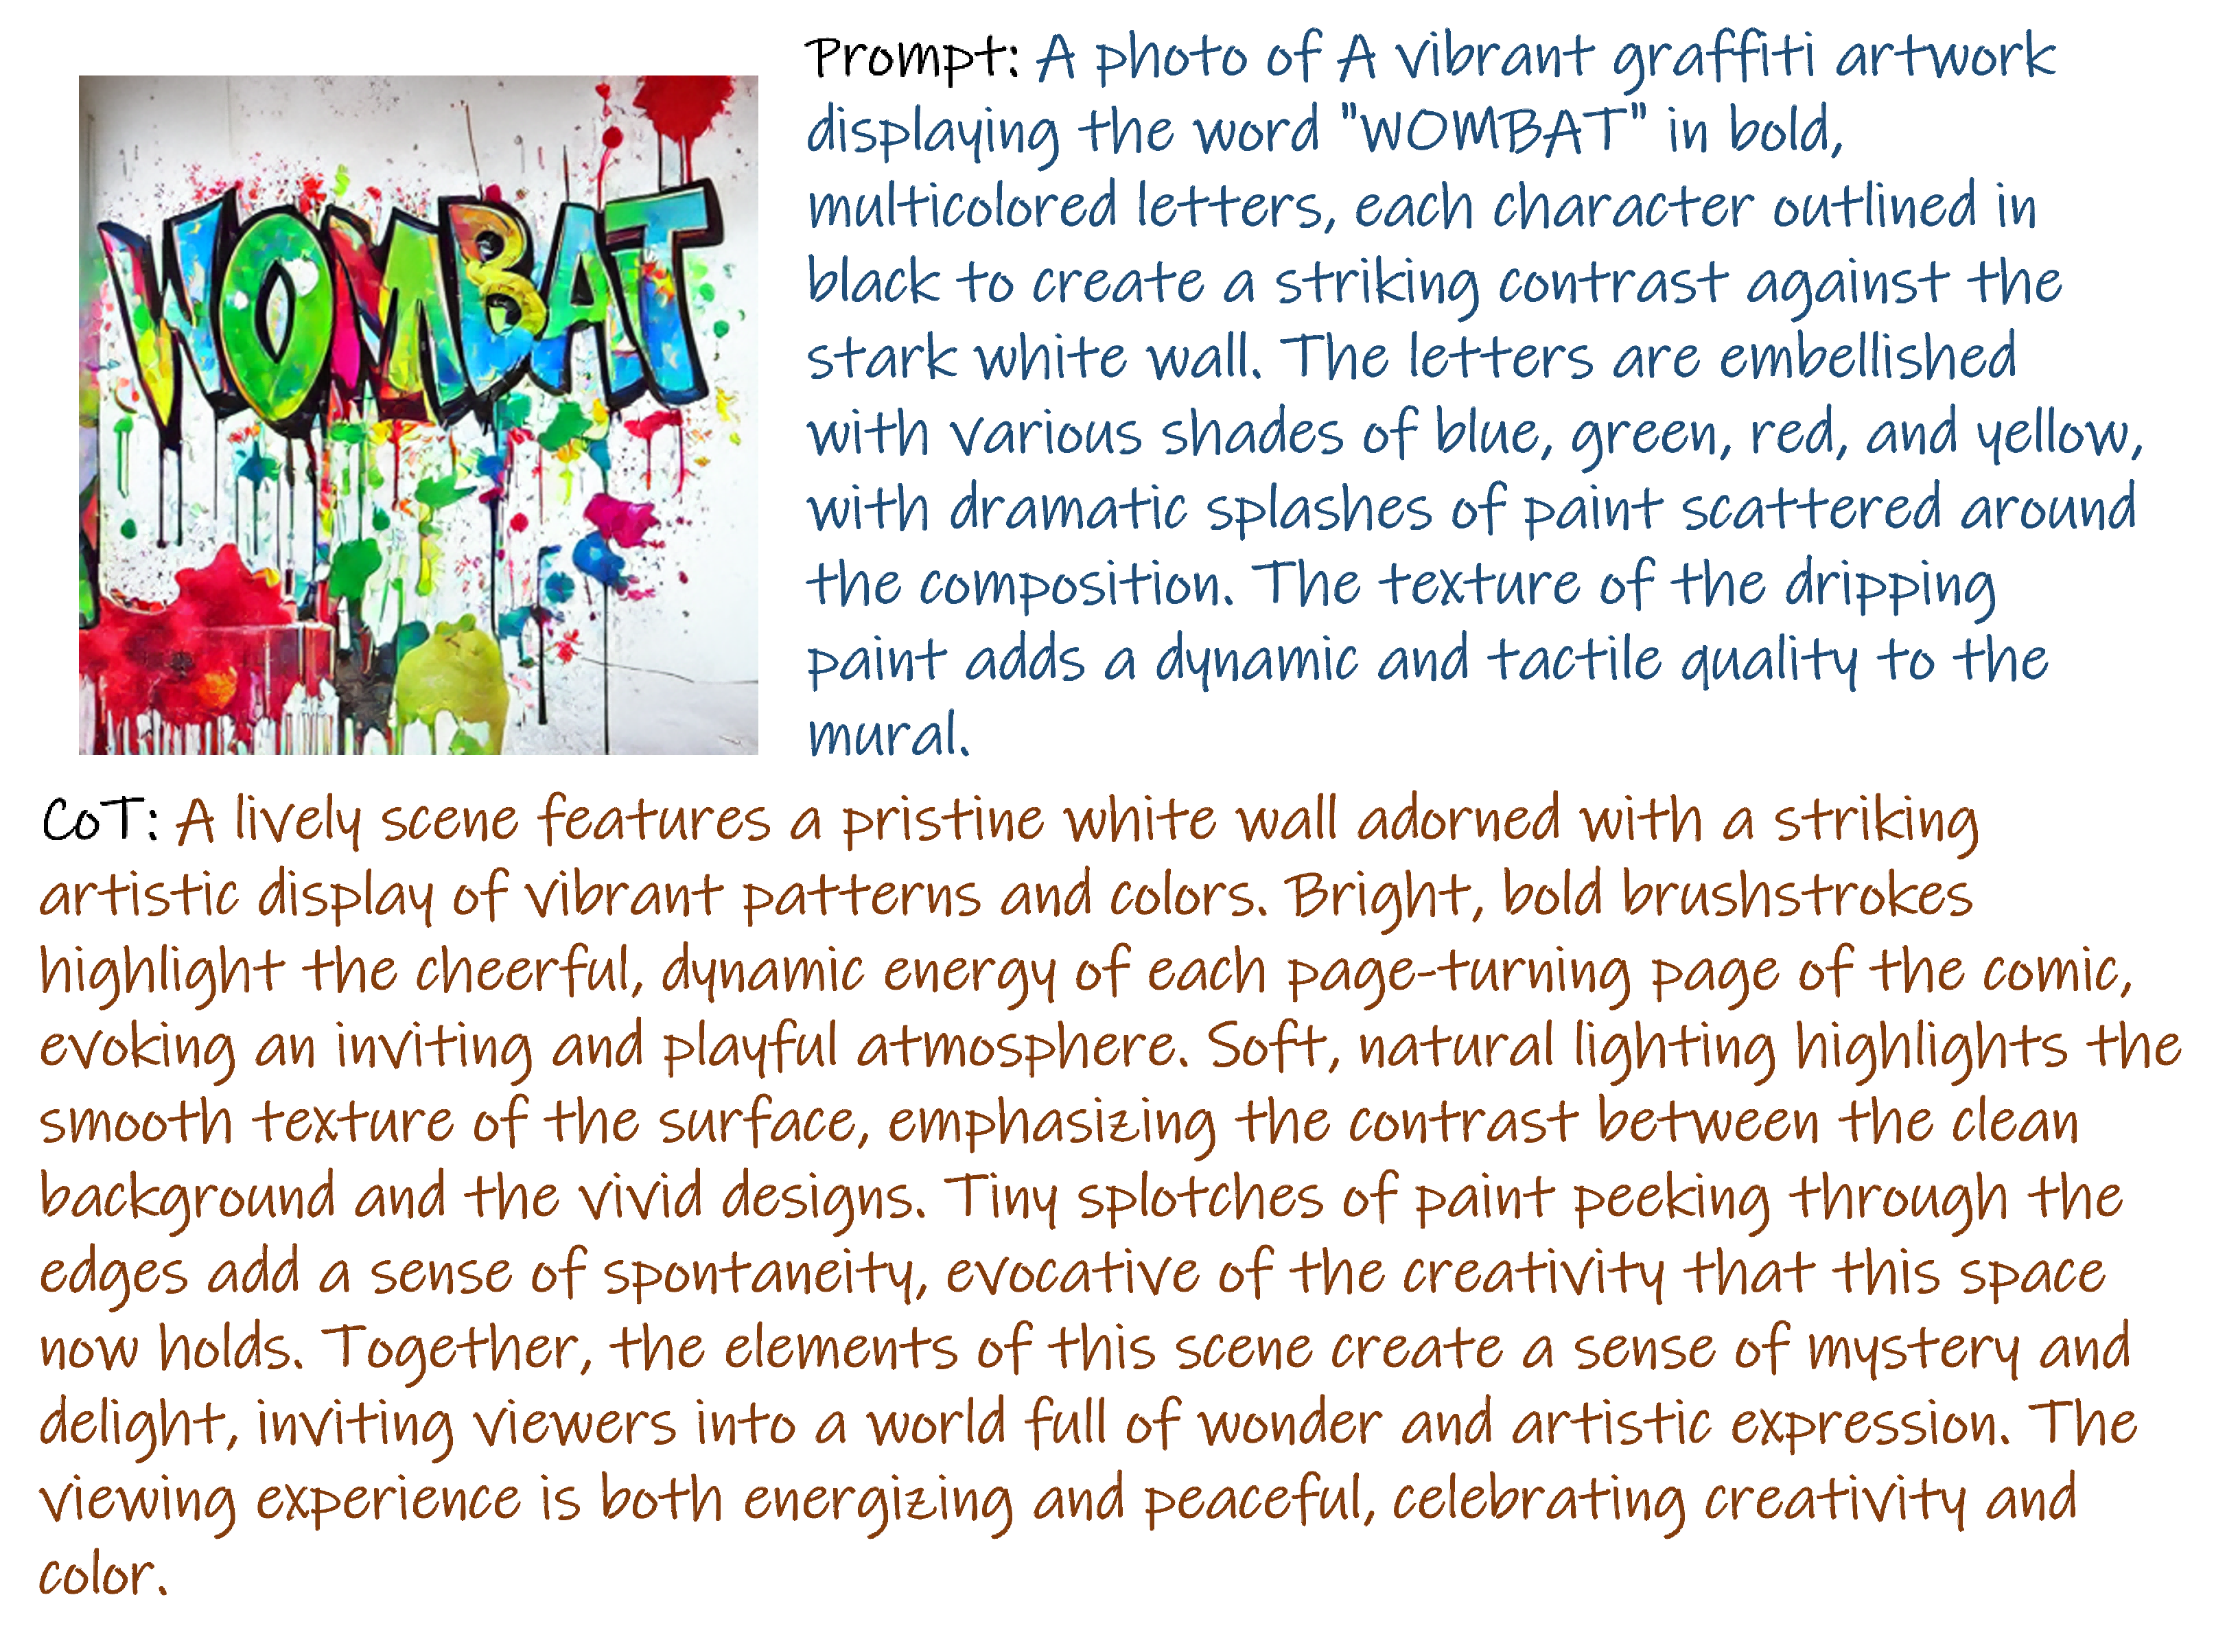 WOMBAT
Prompt: A photo of A vibrant graffiti artwork
displaying the word "WOMBAT" in bold,
multicolored letters, each character outlined in
black to create a striking contrast against the
stark white wall. The letters are embellished
with various shades of blue, green, red, and yellow,
with dramatic splashes of paint scattered around
the composition. The texture of the dripping
paint adds a dynamic and tactile quality to the
mural.
CoT: A lively scene features a pristine white wall adorned with a striking
artistic display of vibrant patterns and colors. Bright, bold brushstrokes
highlight the cheerful, dynamic energy of each page-turning page of the comic,
evoking an inviting and playful atmosphere. Soft, natural lighting highlights the
smooth texture of the surface, emphasizing the contrast between the clean
background and the vivid designs. Tiny splotches of paint peeking through the
edges add a sense of spontaneity, evocative of the creativity that this space
now holds. Together, the elements of this scene create a sense of mystery and
delight, inviting viewers into a world full of wonder and artistic expression. The
viewing experience is both energizing and peaceful, celebrating creativity and
color.